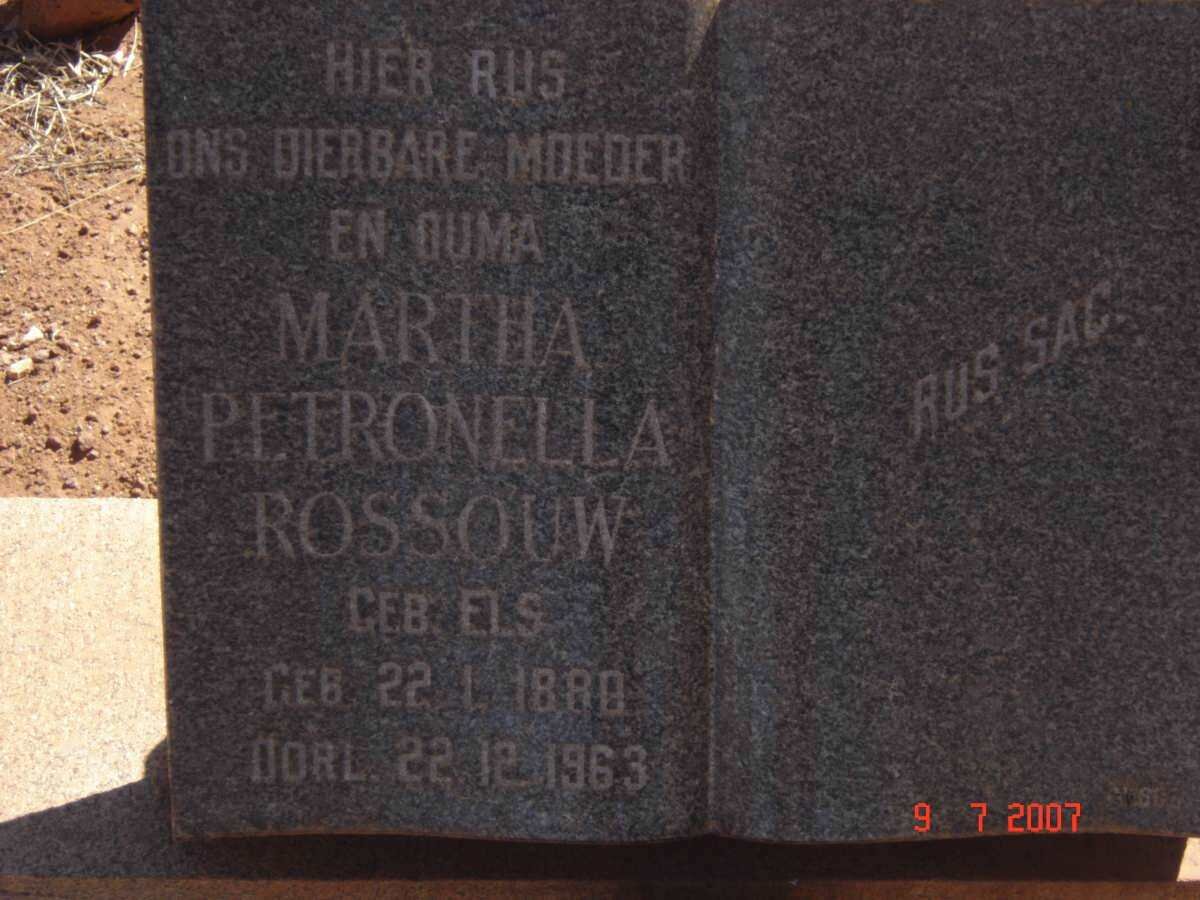 HIER RUS
ONS DIERBARE MOEDER
EN OUMA
MARTHA
PETRONELLA
ROSSOUW
GEB. ELS
GEB. 22. 1. 1880
OORL. 22. 12. 1963
RUS
9 7 2007